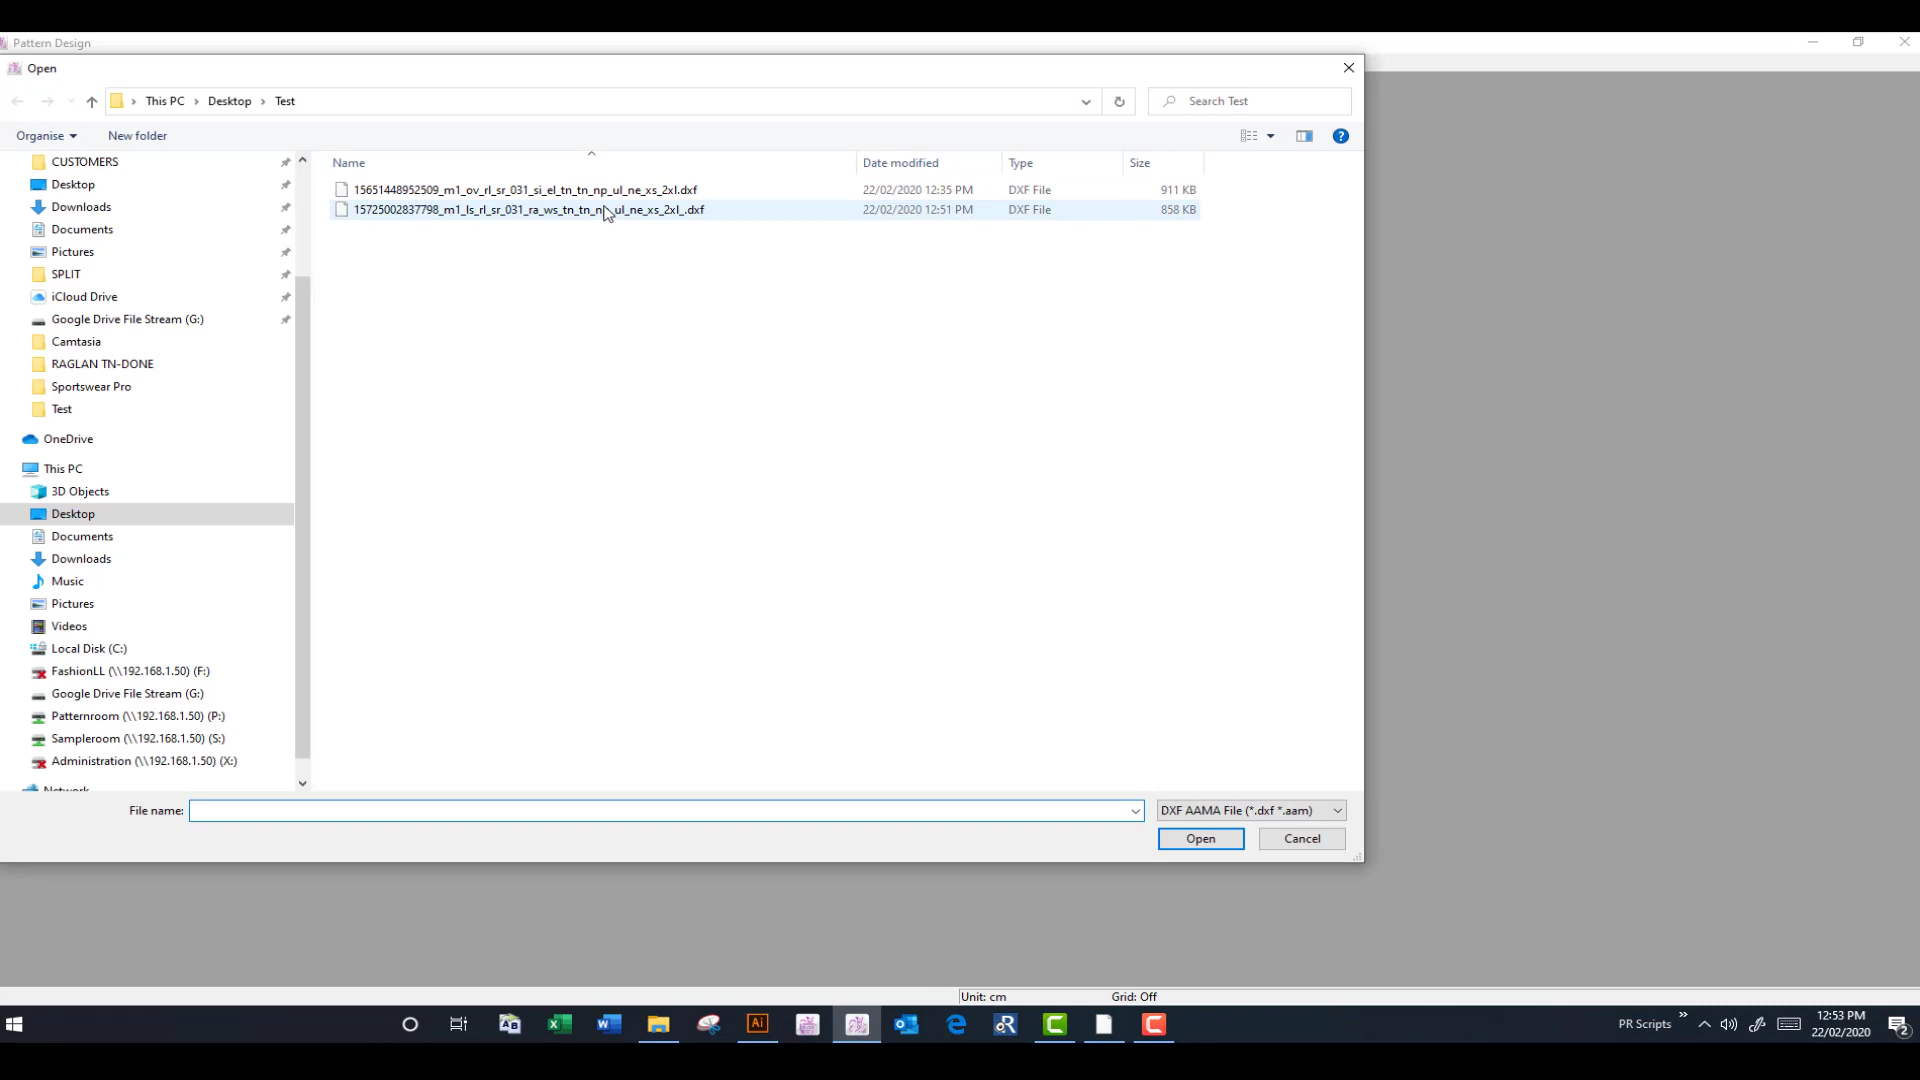 Pattern Design
Open
This PC
Desktop
Test
Search Test
Organise
New folder
CUSTOMERS
Desktop
Downloads
Documents
Pictures
SPLIT
iCloud Drive
Google Drive File Stream (G:)
Camtasia
RAGLAN TN-DONE
Sportswear Pro
Test
OneDrive
This PC
3D Objects
Desktop
Documents
Downloads
Music
Pictures
Videos
Local Disk (C:)
FashionLL (\\192.168.1.50) (F:)
Google Drive File Stream (G:)
Patternroom (\\192.168.1.50) (P:)
Sampleroom (\\192.168.1.50) (S:)
Administration (\\192.168.1.50) (X:)
Name Date modified Type Size
15651448952509_m1_ov_rl_sr_031_si_el_tn_tn_np_ul_ne_xs_2xl.dxf 22/02/2020 12:35 PM DXF File 911 KB
15725002837798_m1_ls_rl_sr_031_ra_ws_tn_tn_np_ul_ne_xs_2xl_.dxf 22/02/2020 12:51 PM DXF File 858 KB
File name: DXF AAMA File (*.dxf *.aam)
Open Cancel
Unit: cm Grid: Off
PR Scripts
12:53 PM
22/02/2020
2